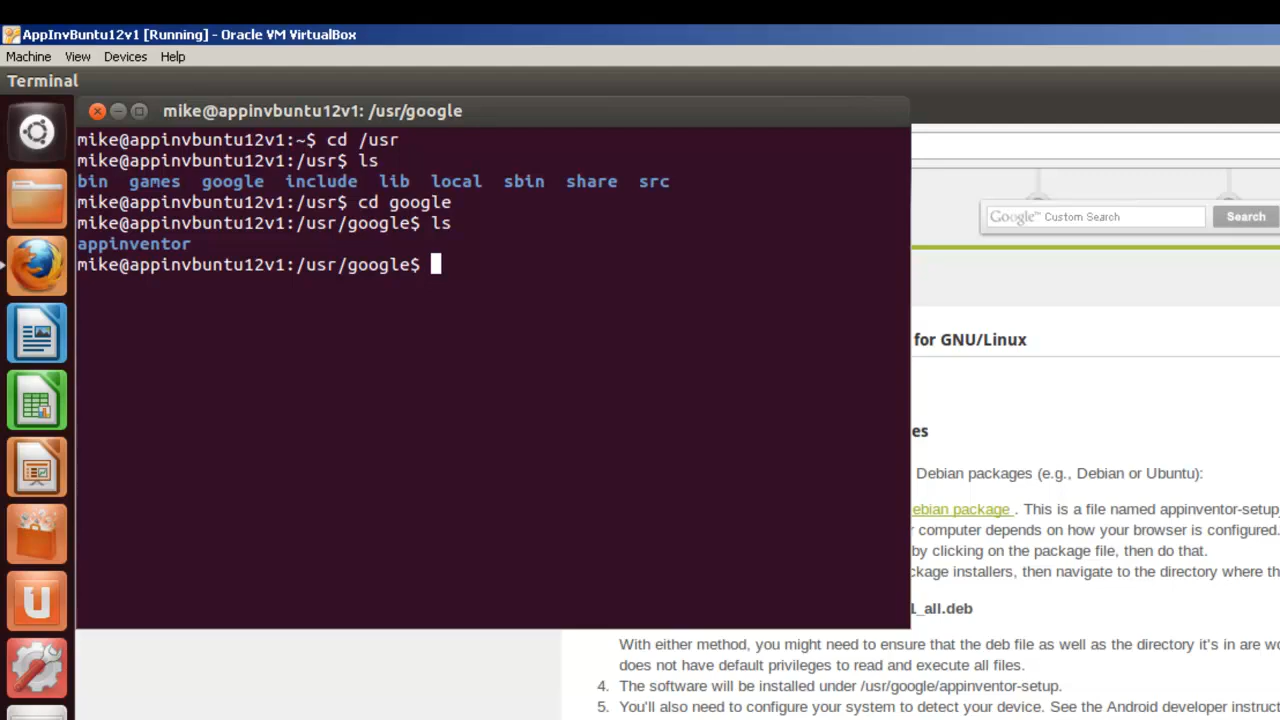 AppInvBuntu12v1 [Running] - Oracle VM VirtualBox
Machine View Devices Help
Terminal
mike@appinvbuntu12v1: /usr/google
mike@appinvbuntu12v1:~$ cd /usr
mike@appinvbuntu12v1:/usr$ ls
bin games google include lib local sbin share src
mike@appinvbuntu12v1:/usr$ cd google
mike@appinvbuntu12v1:/usr/google$ ls
appinventor
mike@appinvbuntu12v1:/usr/google$
Google™ Custom Search Search
for GNU/Linux
es
Debian packages (e.g., Debian or Ubuntu):
ebian package . This is a file named appinventor-setup_
r computer depends on how your browser is configured.
by clicking on the package file, then do that.
ckage installers, then navigate to the directory where th
1_all.deb
With either method, you might need to ensure that the deb file as well as the directory it's in are wo
does not have default privileges to read and execute all files.
4. The software will be installed under /usr/google/appinventor-setup.
5. You'll also need to configure your system to detect your device. See the Android developer instruct